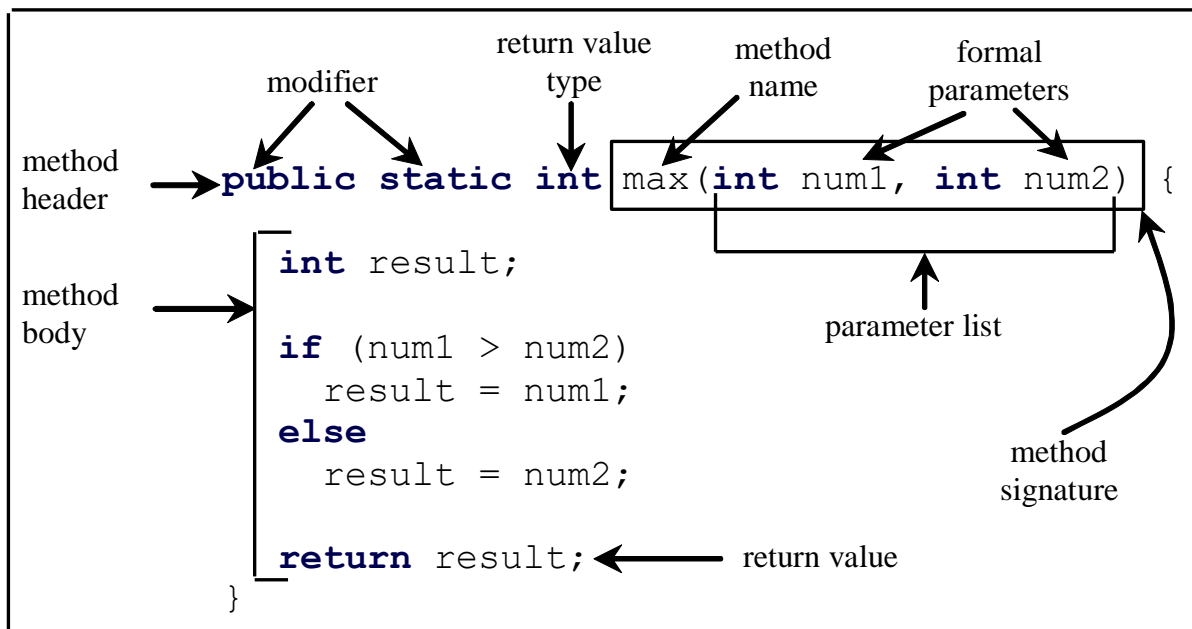 return value
type
method
name
formal
parameters
modifier
method
header
public static int max(int num1, int num2) {
method
body
int result;
parameter list
if (num1 > num2)
result = num1;
else
result = num2;
method
signature
return result;
return value
}